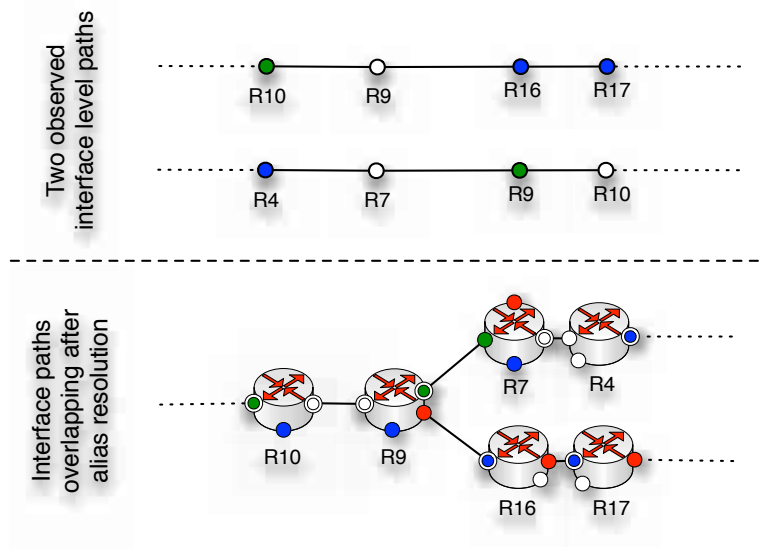 Two observed
interface level paths
R10
R9
R16
R17
R4
R7
R9
R10
Interface paths
overlapping after
alias resolution
R10
R9
R7
R4
R16
R17